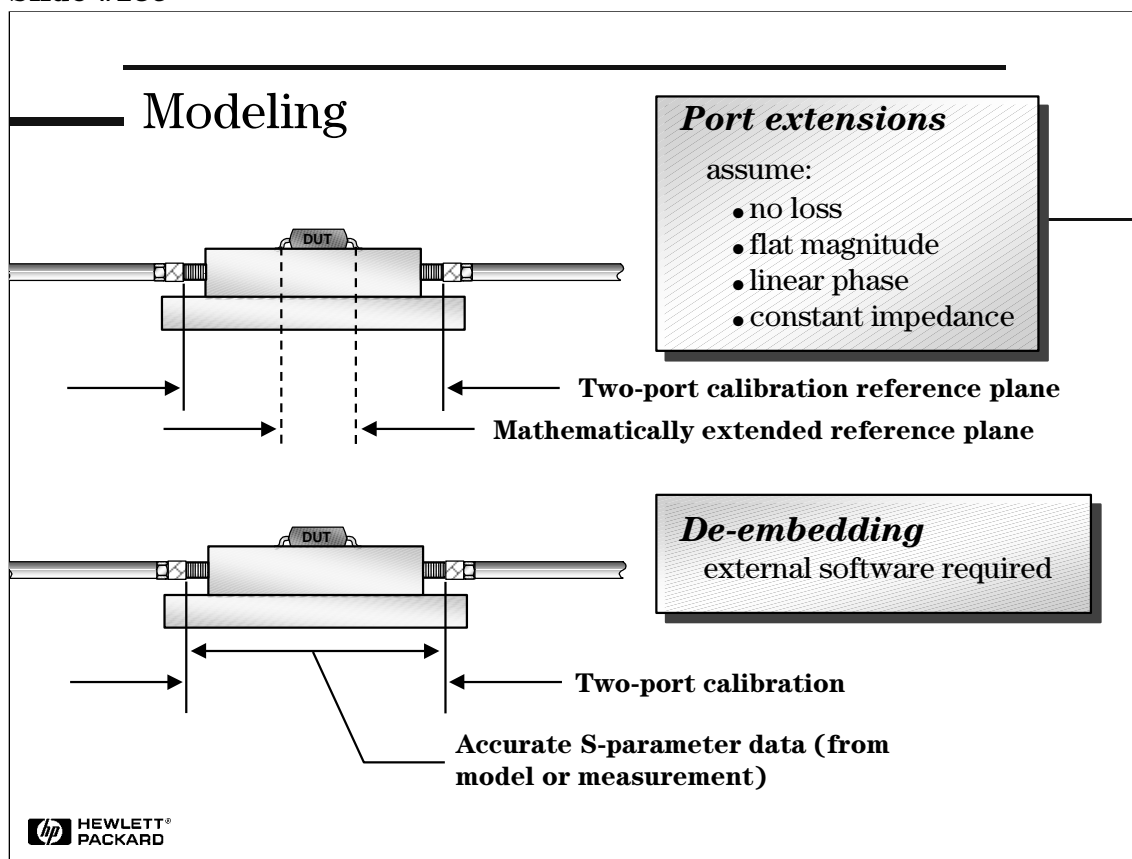 Modeling
Port extensions
assume:
• no loss
• flat magnitude
• linear phase
• constant impedance
DUT
Two-port calibration reference plane
Mathematically extended reference plane
DUT
De-embedding
external software required
Two-port calibration
Accurate S-parameter data (from
model or measurement)
hp HEWLETT®
PACKARD